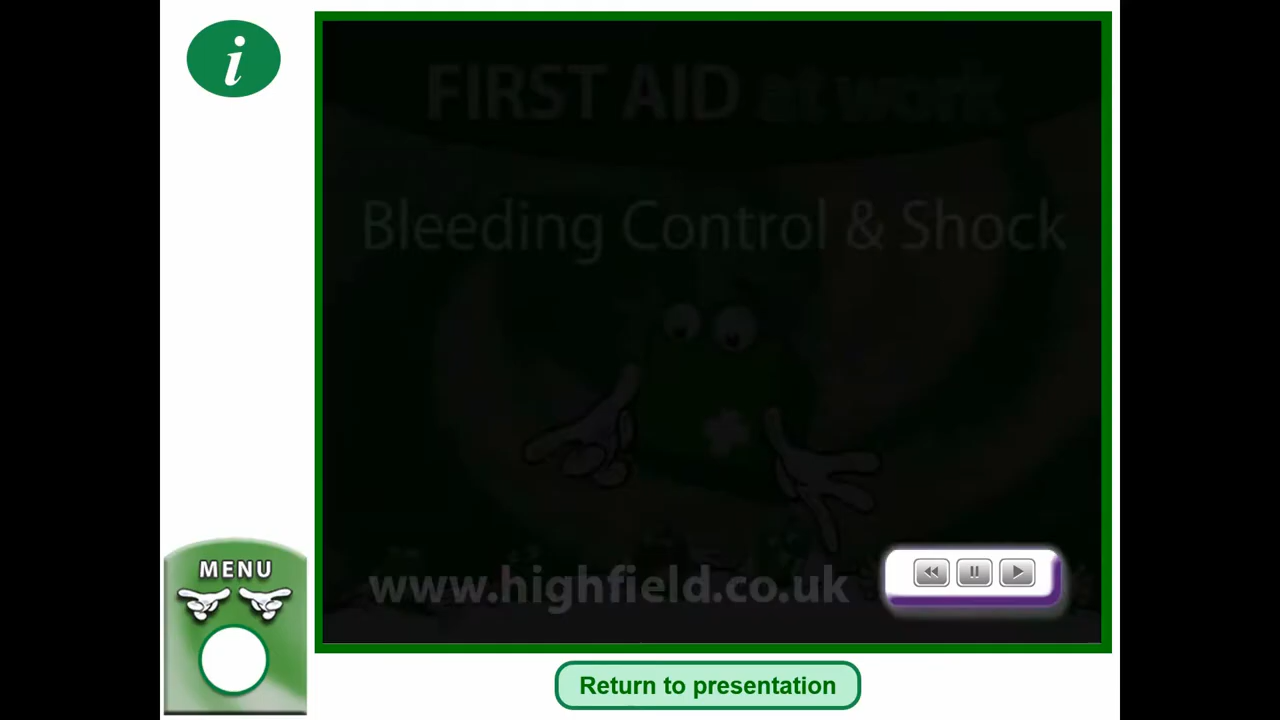 i
FIRST AID at work
Bleeding Control & Shock
www.highfield.co.uk
MENU
Return to presentation